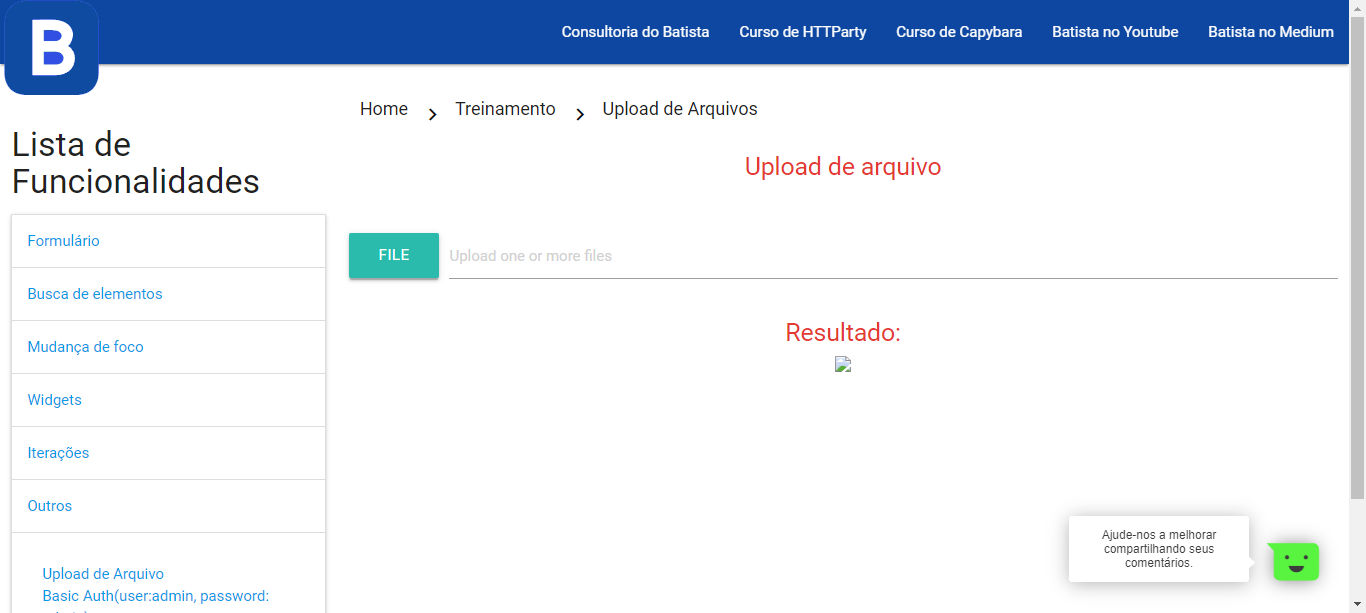 B
Consultoria do Batista
Curso de HTTParty
Curso de Capybara
Batista no Youtube
Batista no Medium
Home
Treinamento
Upload de Arquivos
Lista de
Funcionalidades
Formulário
Busca de elementos
Mudança de foco
Widgets
Iterações
Outros
Upload de Arquivo
Basic Auth(user:admin, password:
Upload de arquivo
FILE
Upload one or more files
Resultado:
Ajude-nos a melhorar
compartilhando seus
comentários.